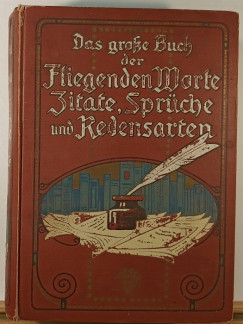 Das große Buch
der
Fliegenden Worte
Zitate, Sprüche
und Redensarten